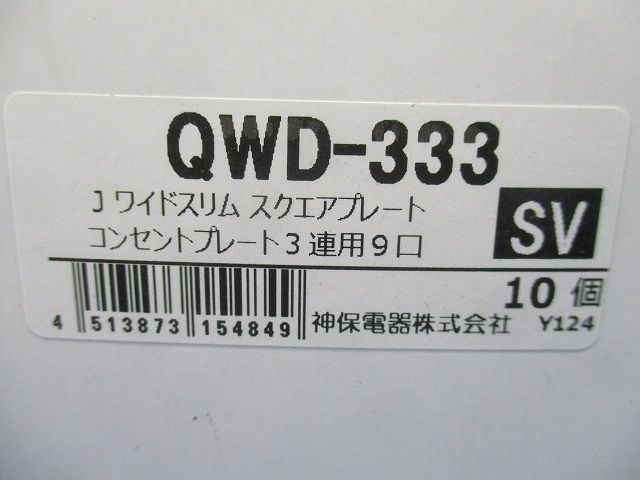 QWD-333
J ワイドスリム スクエアプレート
コンセントプレート3連用9口
SV
10 個
4 513873 154849
神保電器株式会社 Y124